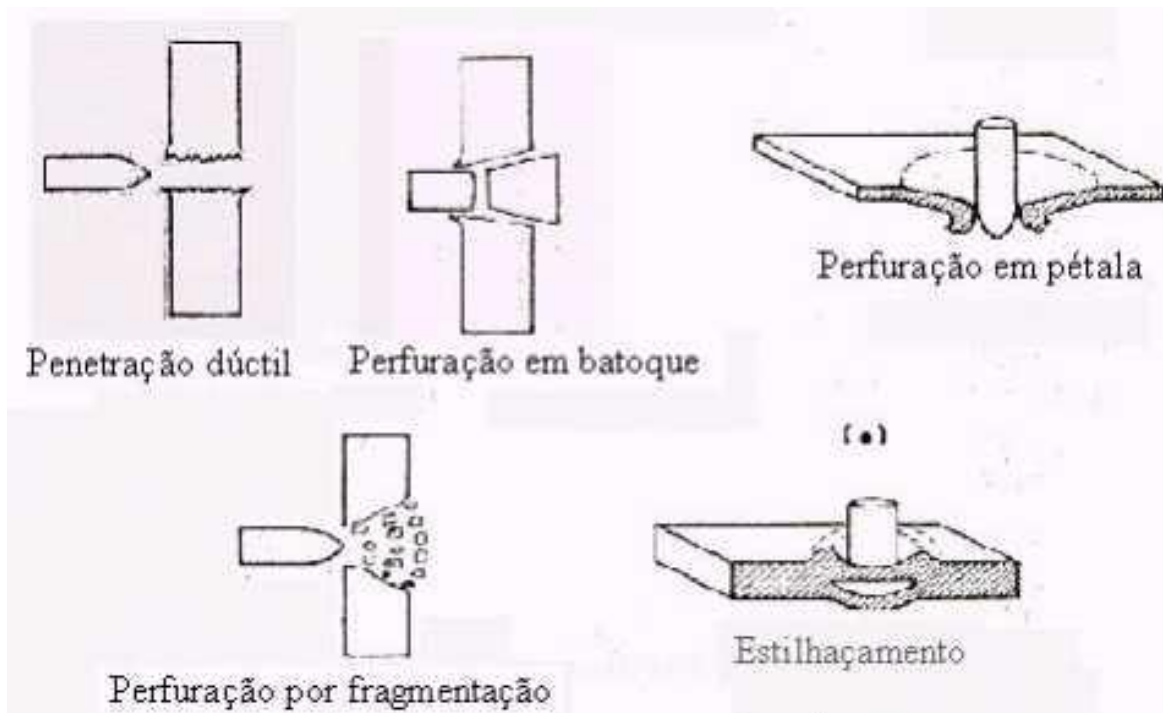 Perfuração em pétala
Penetração dúctil
Perfuração em batoque
(•)
Estilhaçamento
Perfuração por fragmentação